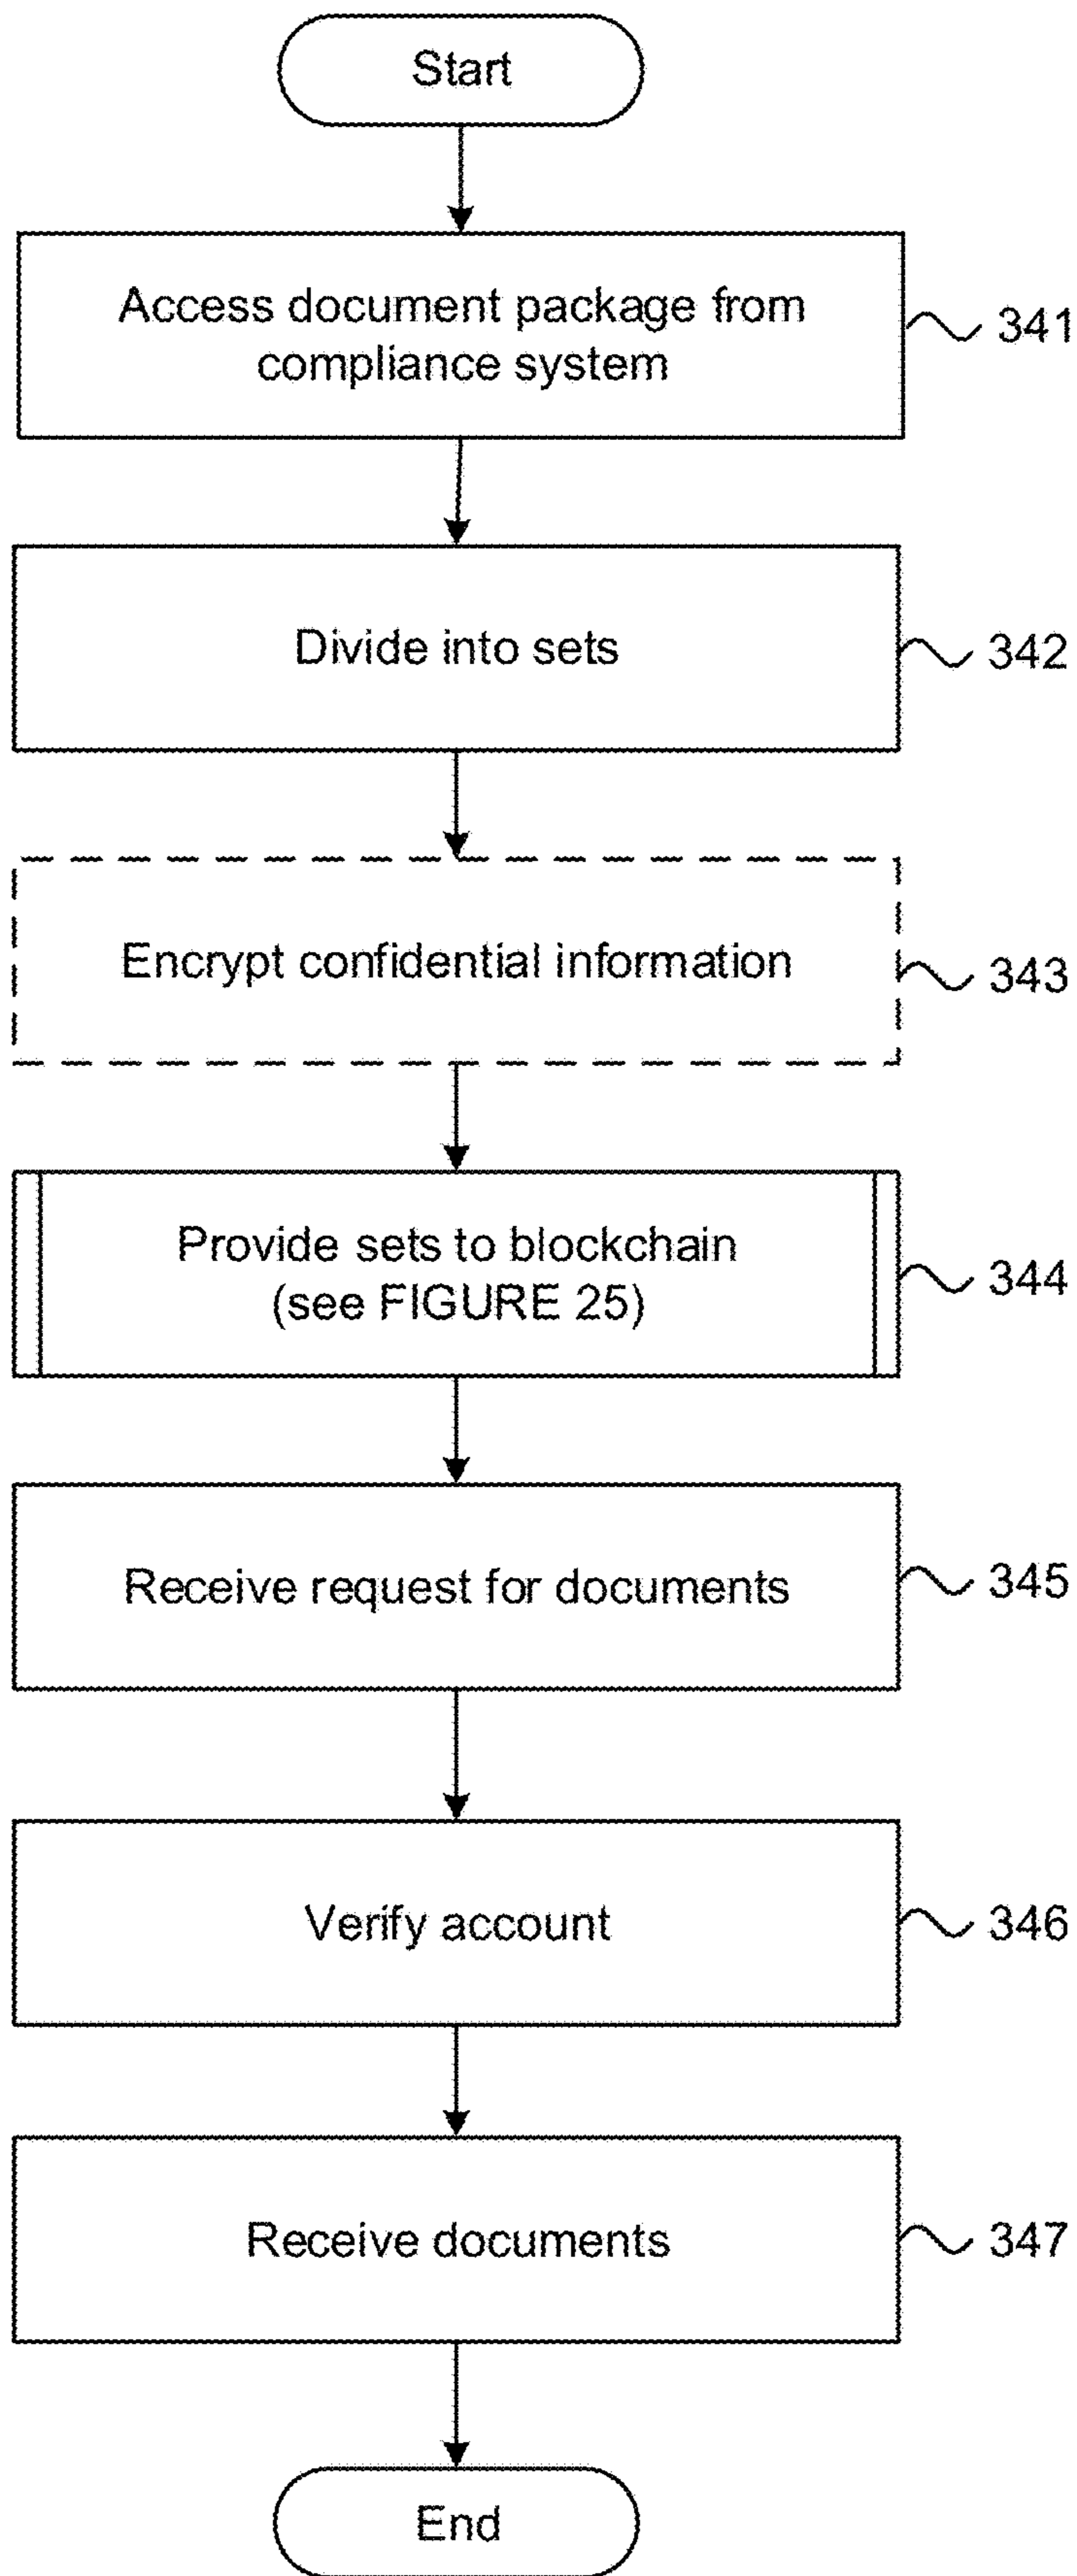 Start
Access document package from
compliance system
341
Divide into sets
342
Encrypt confidential information
343
Provide sets to blockchain
(see FIGURE 25)
344
Receive request for documents
345
Verify account
346
Receive documents
347
End